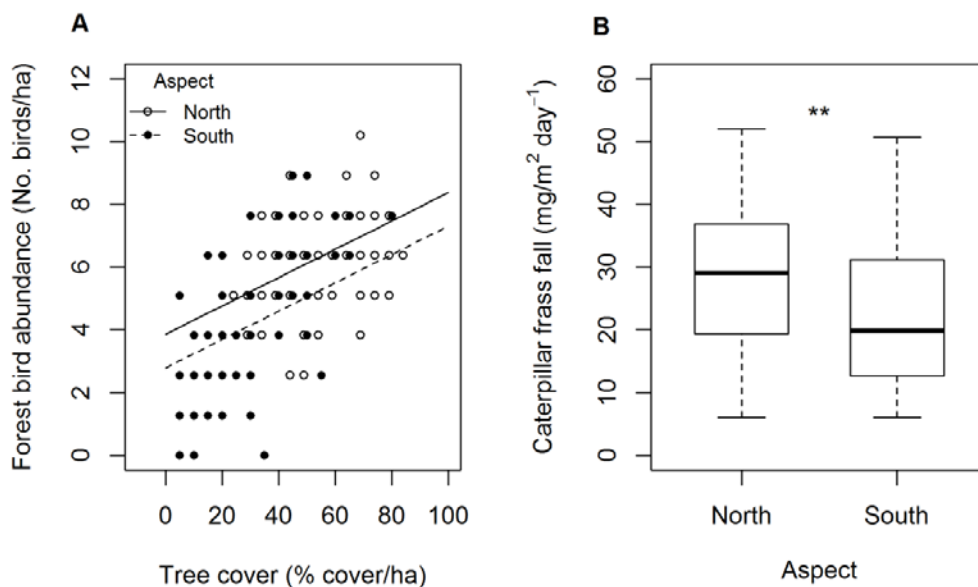 A
Forest bird abundance (No. birds/ha)
12
10
8
6
4
2
0
Aspect
North
South
0 20 40 60 80 100
Tree cover (% cover/ha)
B
Caterpillar frass fall (mg/m² day⁻¹)
60
50
40
30
20
10
0
**
North South
Aspect